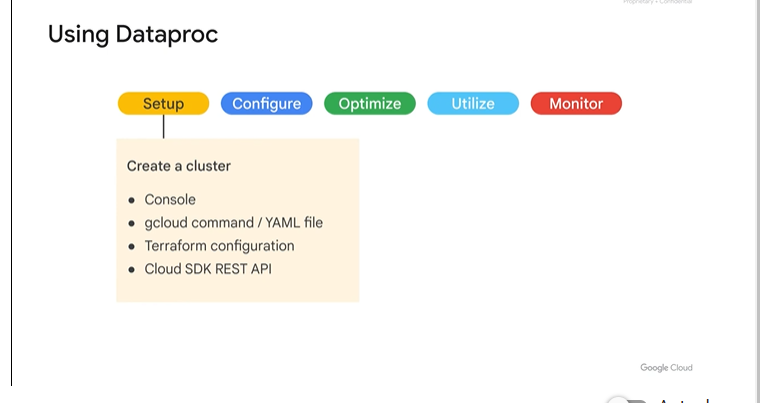 Proprietary + Confidential
Using Dataproc
Setup
Configure
Optimize
Utilize
Monitor
Create a cluster
● Console
● gcloud command / YAML file
● Terraform configuration
● Cloud SDK REST API
Google Cloud